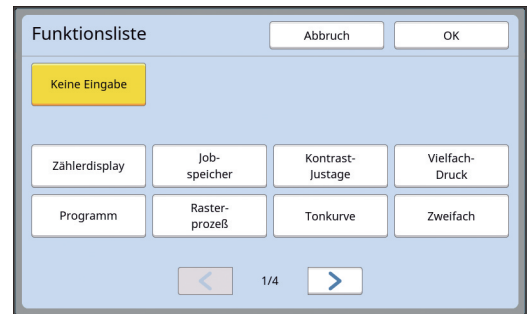 Funktionsliste
Abbruch
OK
Keine Eingabe
Zählerdisplay
Job-
speicher
Kontrast-
Justage
Vielfach-
Druck
Programm
Raster-
prozeß
Tonkurve
Zweifach
1/4